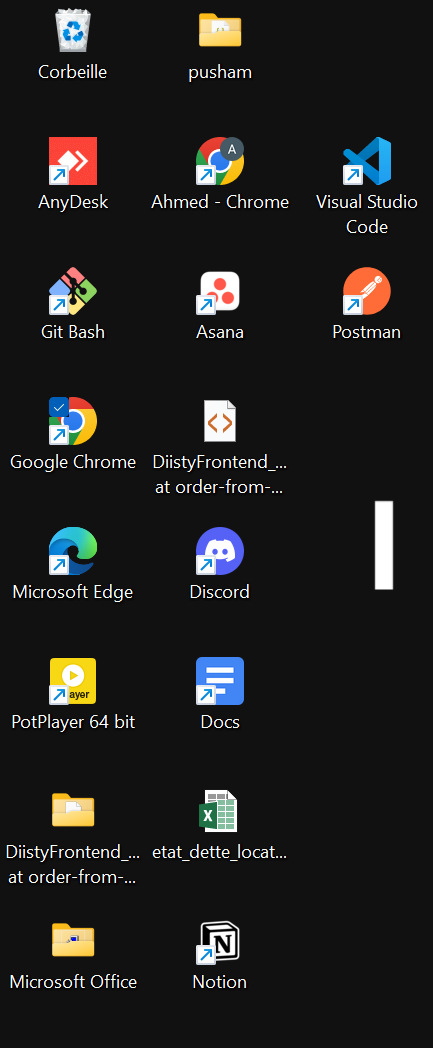 Corbeille
pusham
A
AnyDesk
Ahmed - Chrome
Visual Studio
Code
Git Bash
Asana
Postman
Google Chrome
DiistyFrontend_...
at order-from-...
Microsoft Edge
Discord
ayer
PotPlayer 64 bit
Docs
X
DiistyFrontend_...
at order-from-...
etat_dette_locat...
N
Microsoft Office
Notion